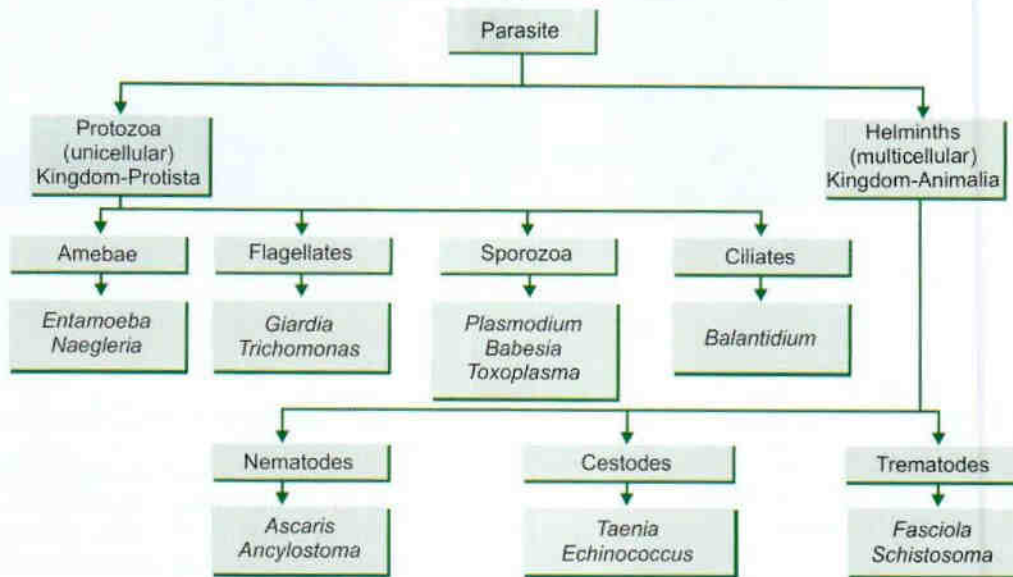 Parasite
Protozoa
(unicellular)
Kingdom-Protista
Helminths
(multicellular)
Kingdom-Animalia
Amebae
Flagellates
Sporozoa
Ciliates
Entamoeba
Naegleria
Giardia
Trichomonas
Plasmodium
Babesia
Toxoplasma
Balantidium
Nematodes
Cestodes
Trematodes
Ascaris
Ancylostoma
Taenia
Echinococcus
Fasciola
Schistosoma